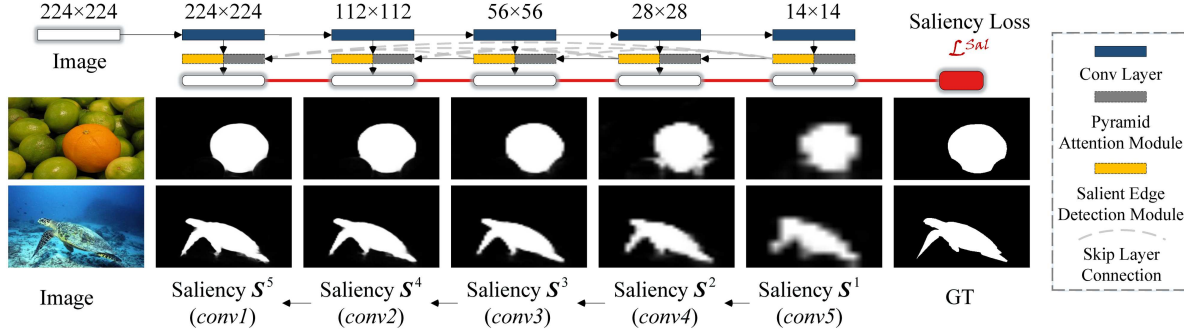 224×224 224×224 112×112 56×56 28×28 14×14
Saliency Loss
ℒ^Sal
Image
Conv Layer
Pyramid
Attention Module
Salient Edge
Detection Module
Skip Layer
Connection
Image
Saliency S^5 Saliency S^4 Saliency S^3 Saliency S^2 Saliency S^1 GT
(conv1) (conv2) (conv3) (conv4) (conv5)